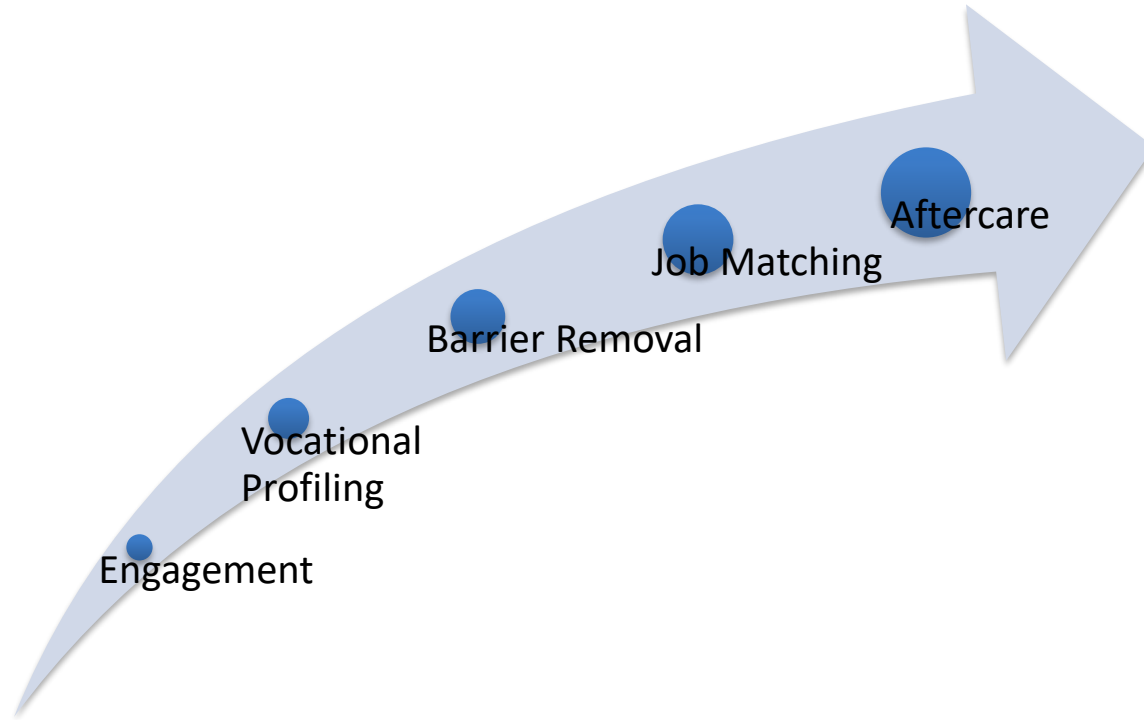 Engagement
Vocational
Profiling
Barrier Removal
Job Matching
Aftercare